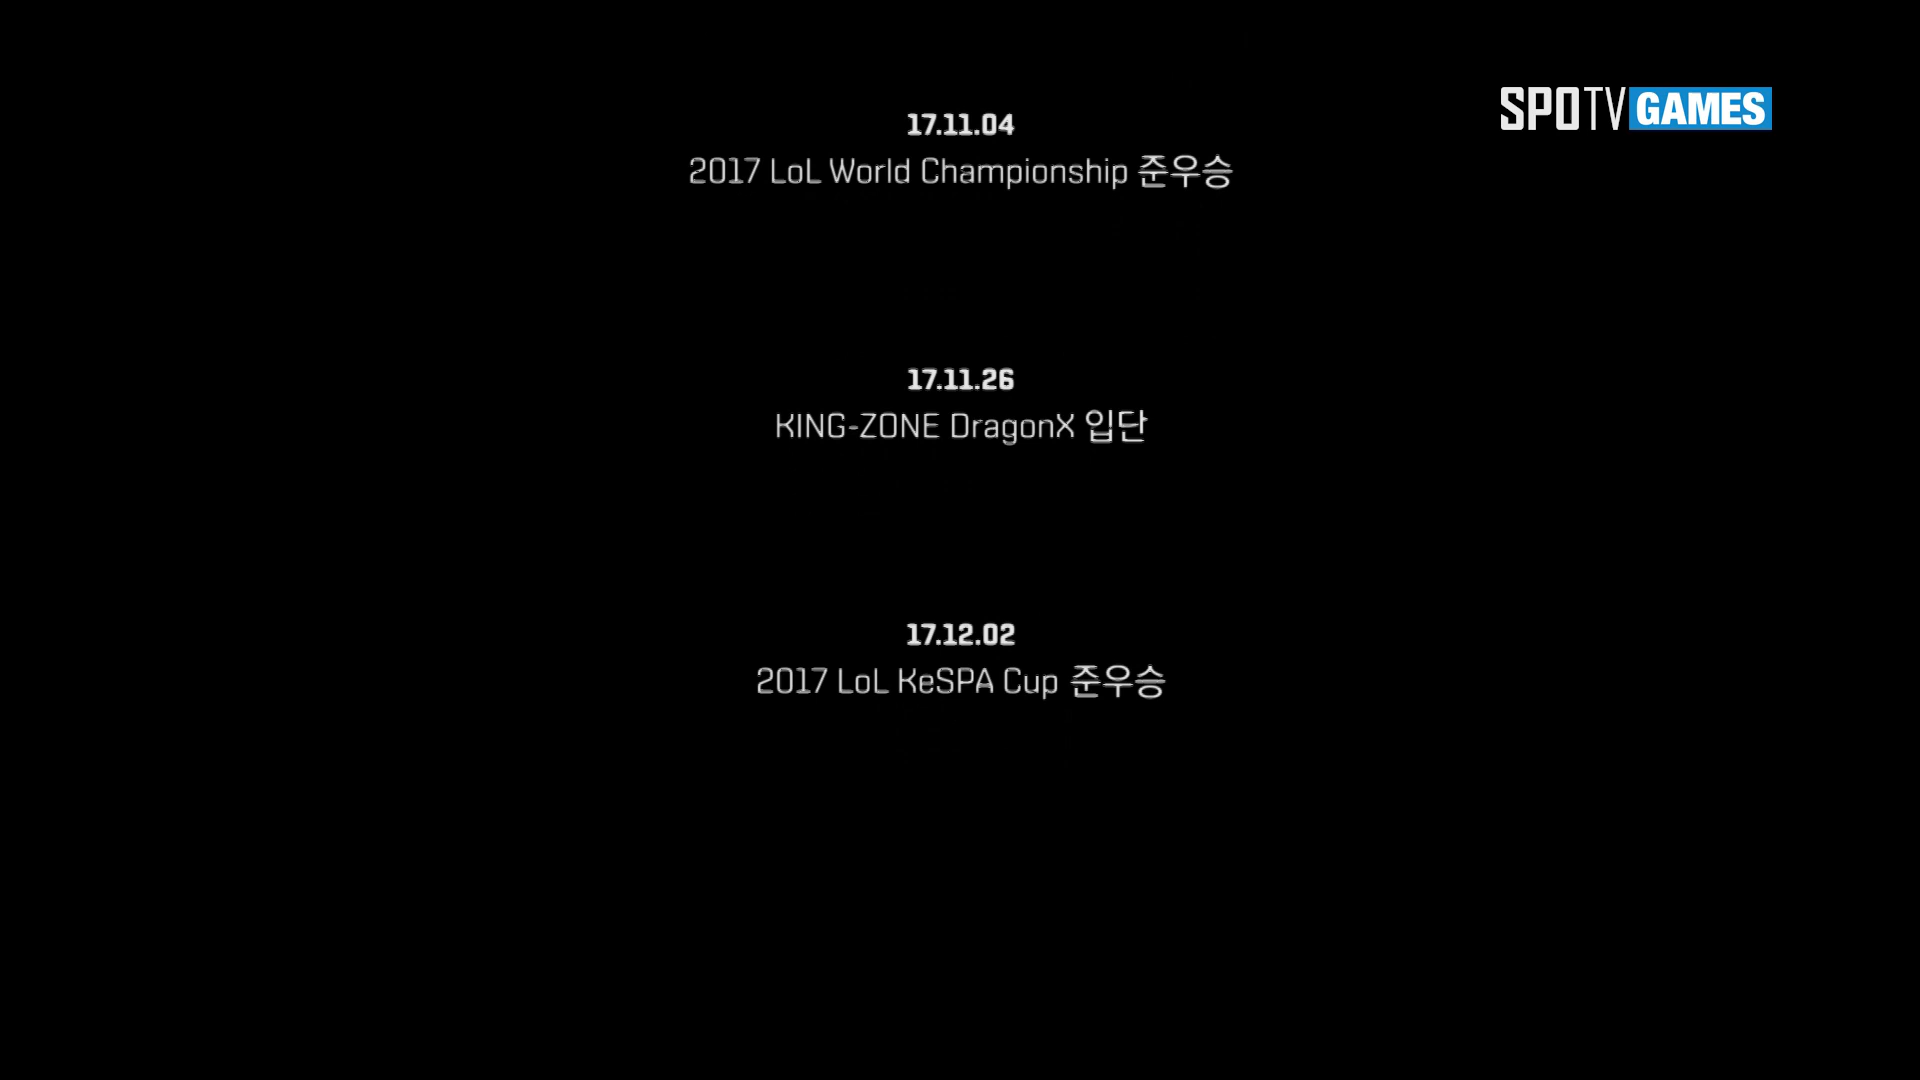 SPOTV GAMES
17.11.04
2017 LoL World Championship 준우승
17.11.26
KING-ZONE DragonX 입단
17.12.02
2017 LoL KeSPA Cup 준우승